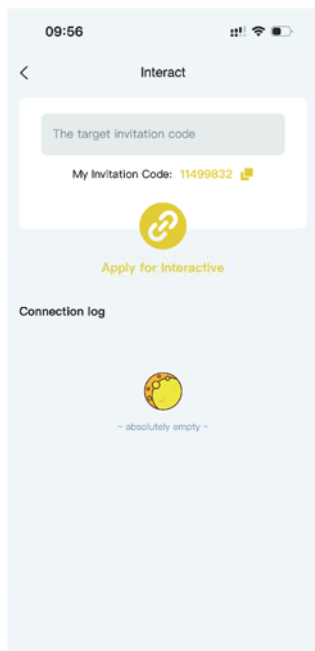 09:56
Interact
The target invitation code
My Invitation Code: 11499832
Apply for Interactive
Connection log
~ absolutely empty ~